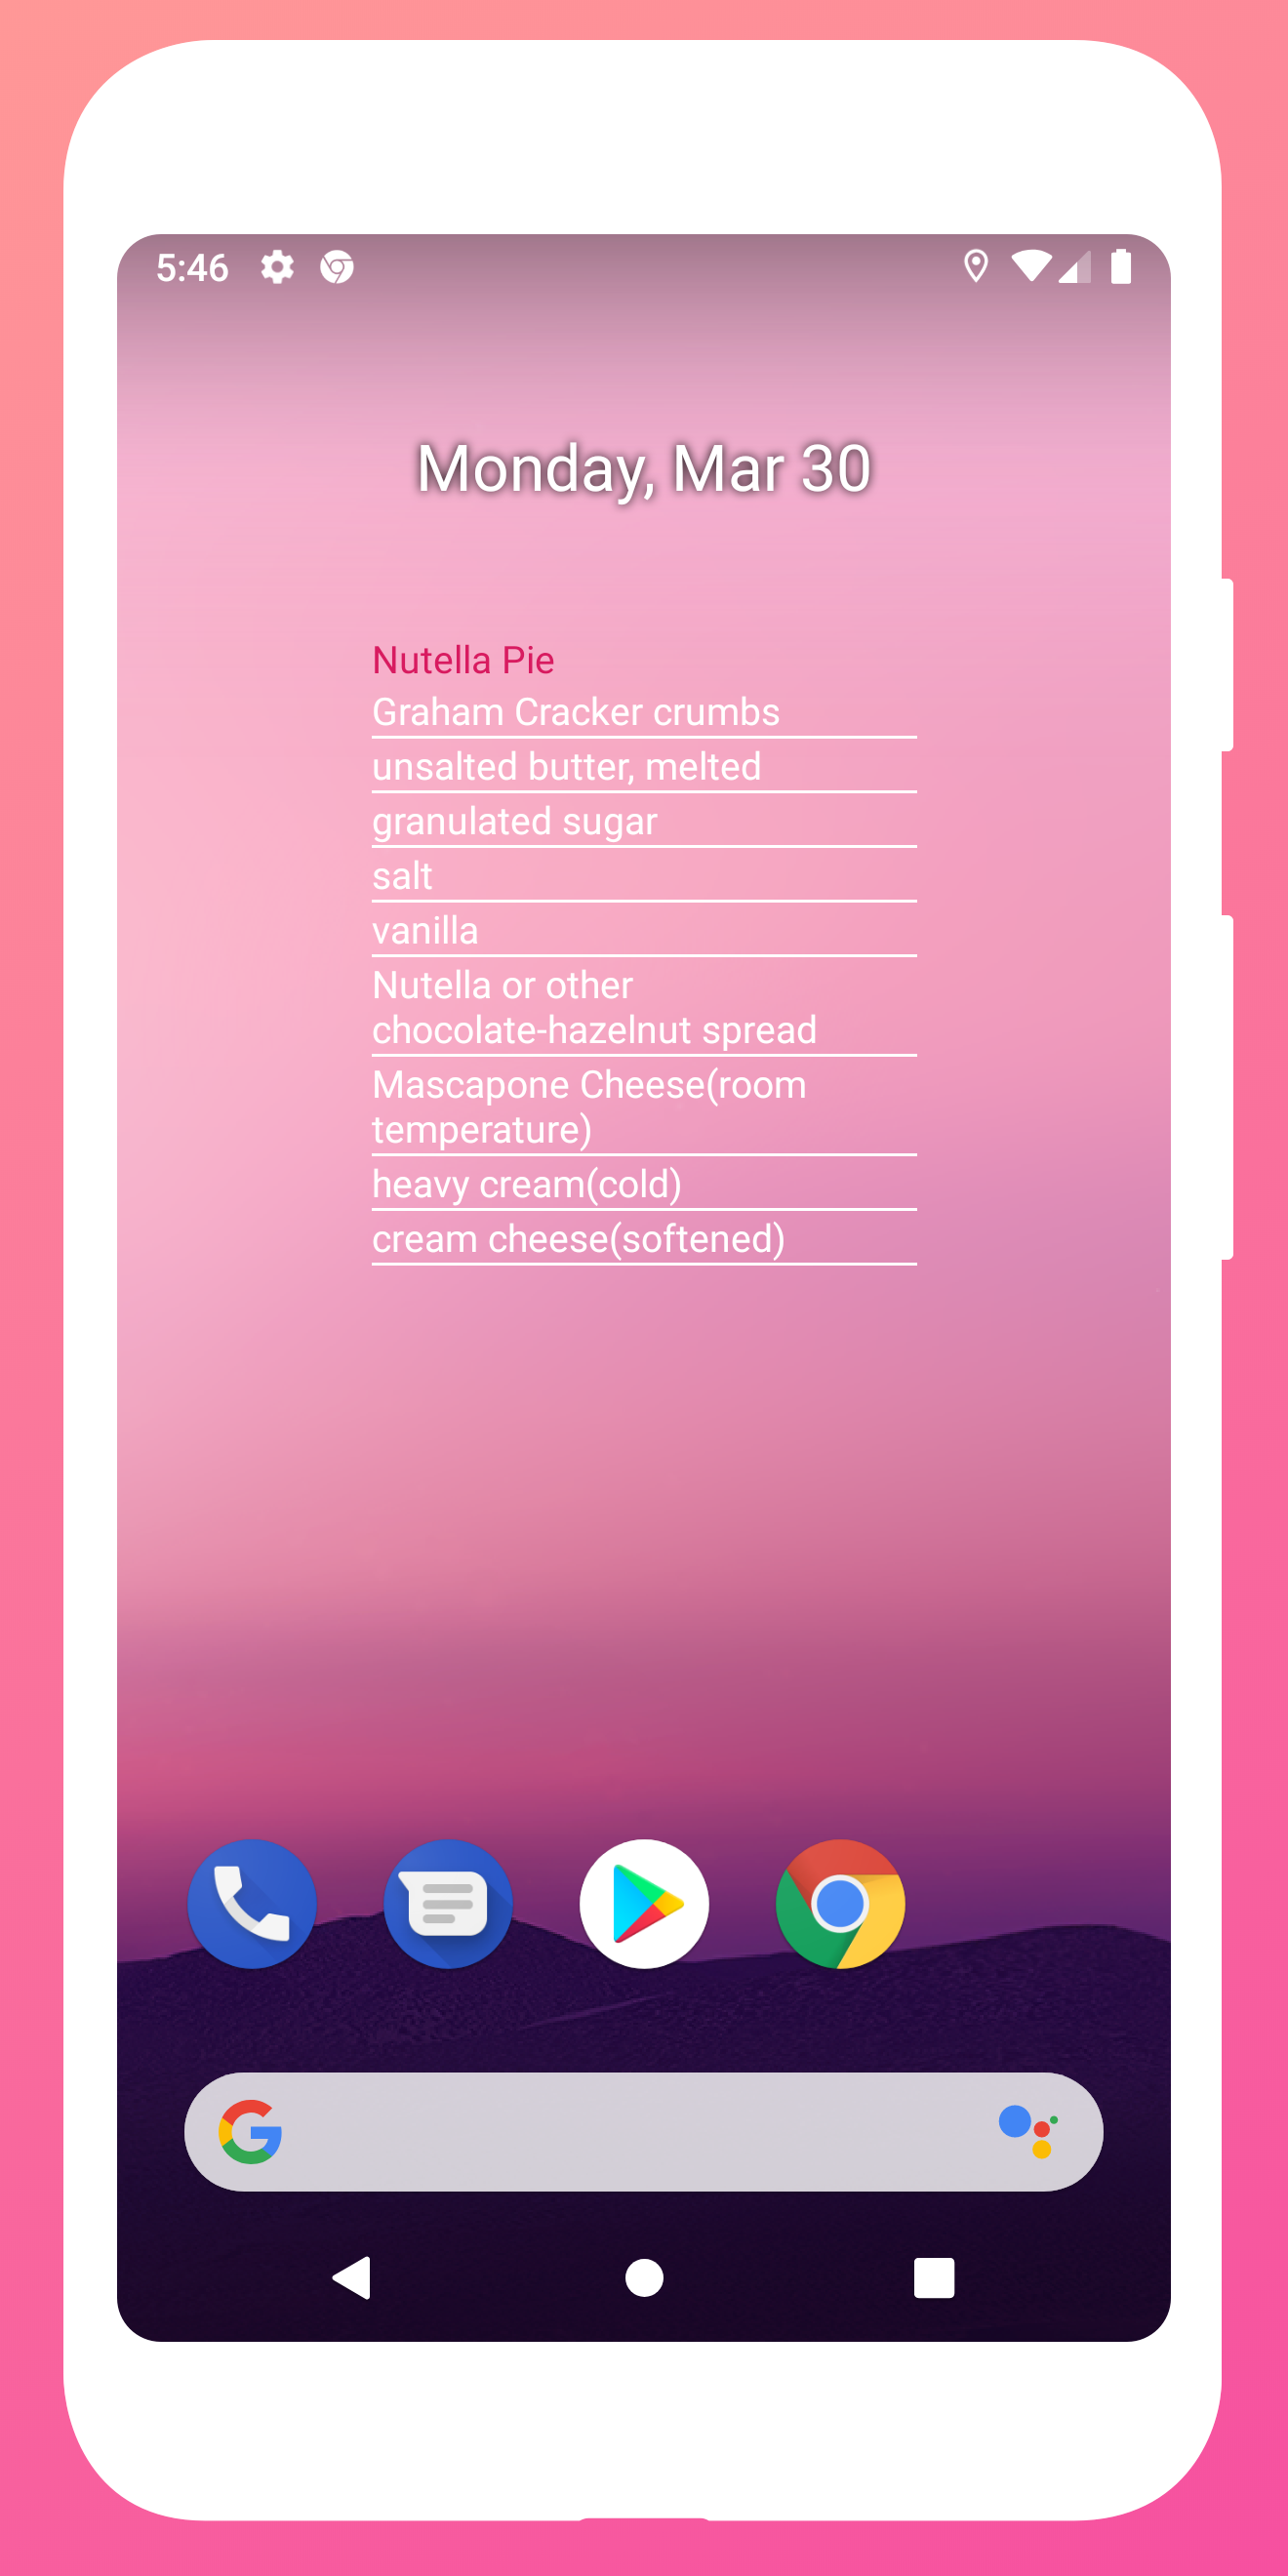 5:46
Monday, Mar 30
Nutella Pie
Graham Cracker crumbs
unsalted butter, melted
granulated sugar
salt
vanilla
Nutella or other
chocolate-hazelnut spread
Mascapone Cheese(room
temperature)
heavy cream(cold)
cream cheese(softened)